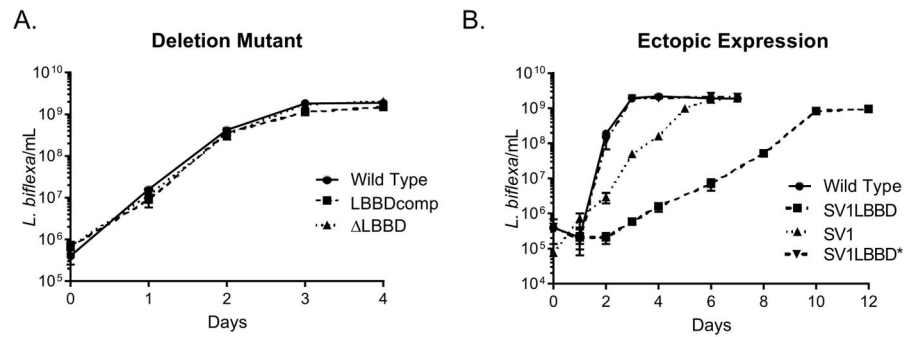 A.
Deletion Mutant
L. biflexa/mL
10^10
10^9
10^8
10^7
10^6
10^5
0 1 2 3 4
Days
Wild Type
LBBDcomp
ΔLBBD
B.
Ectopic Expression
L. biflexa/mL
10^10
10^9
10^8
10^7
10^6
10^5
10^4
0 2 4 6 8 10 12
Days
Wild Type
SV1LBBD
SV1
SV1LBBD*